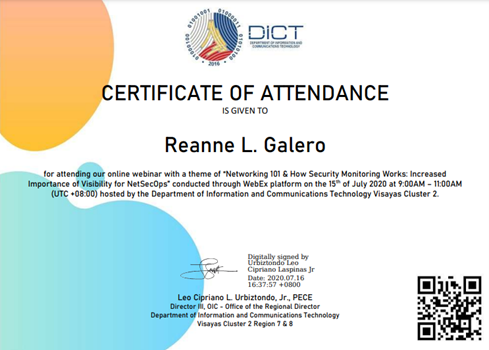 DICT
DEPARTMENT OF INFORMATION AND
COMMUNICATIONS TECHNOLOGY
2016
CERTIFICATE OF ATTENDANCE
IS GIVEN TO
Reanne L. Galero
for attending our online webinar with a theme of “Networking 101 & How Security Monitoring Works: Increased
Importance of Visibility for NetSecOps” conducted through WebEx platform on the 15th of July 2020 at 9:00AM – 11:00AM
(UTC +08:00) hosted by the Department of Information and Communications Technology Visayas Cluster 2.
Digitally signed by
Urbiztondo Leo
Cipriano Laspinas Jr
Date: 2020.07.16
16:37:57 +0800
Leo Cipriano L. Urbiztondo, Jr., PECE
Director III, OIC – Office of the Regional Director
Department of Information and Communications Technology
Visayas Cluster 2 Region 7 & 8